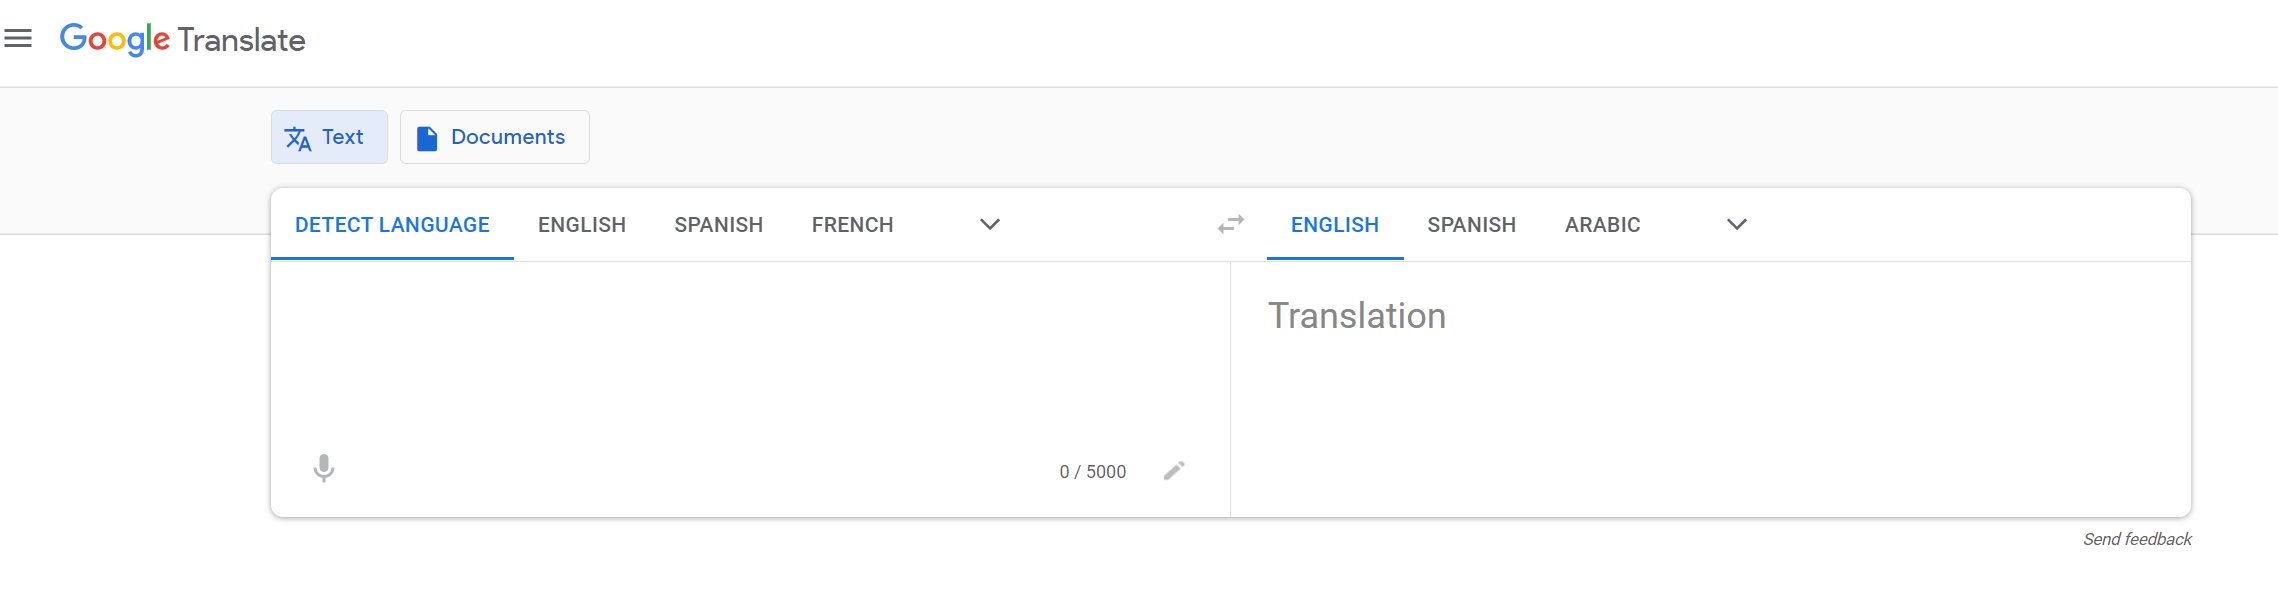 Google Translate
Text Documents
DETECT LANGUAGE ENGLISH SPANISH FRENCH ENGLISH SPANISH ARABIC
Translation
0 / 5000
Send feedback